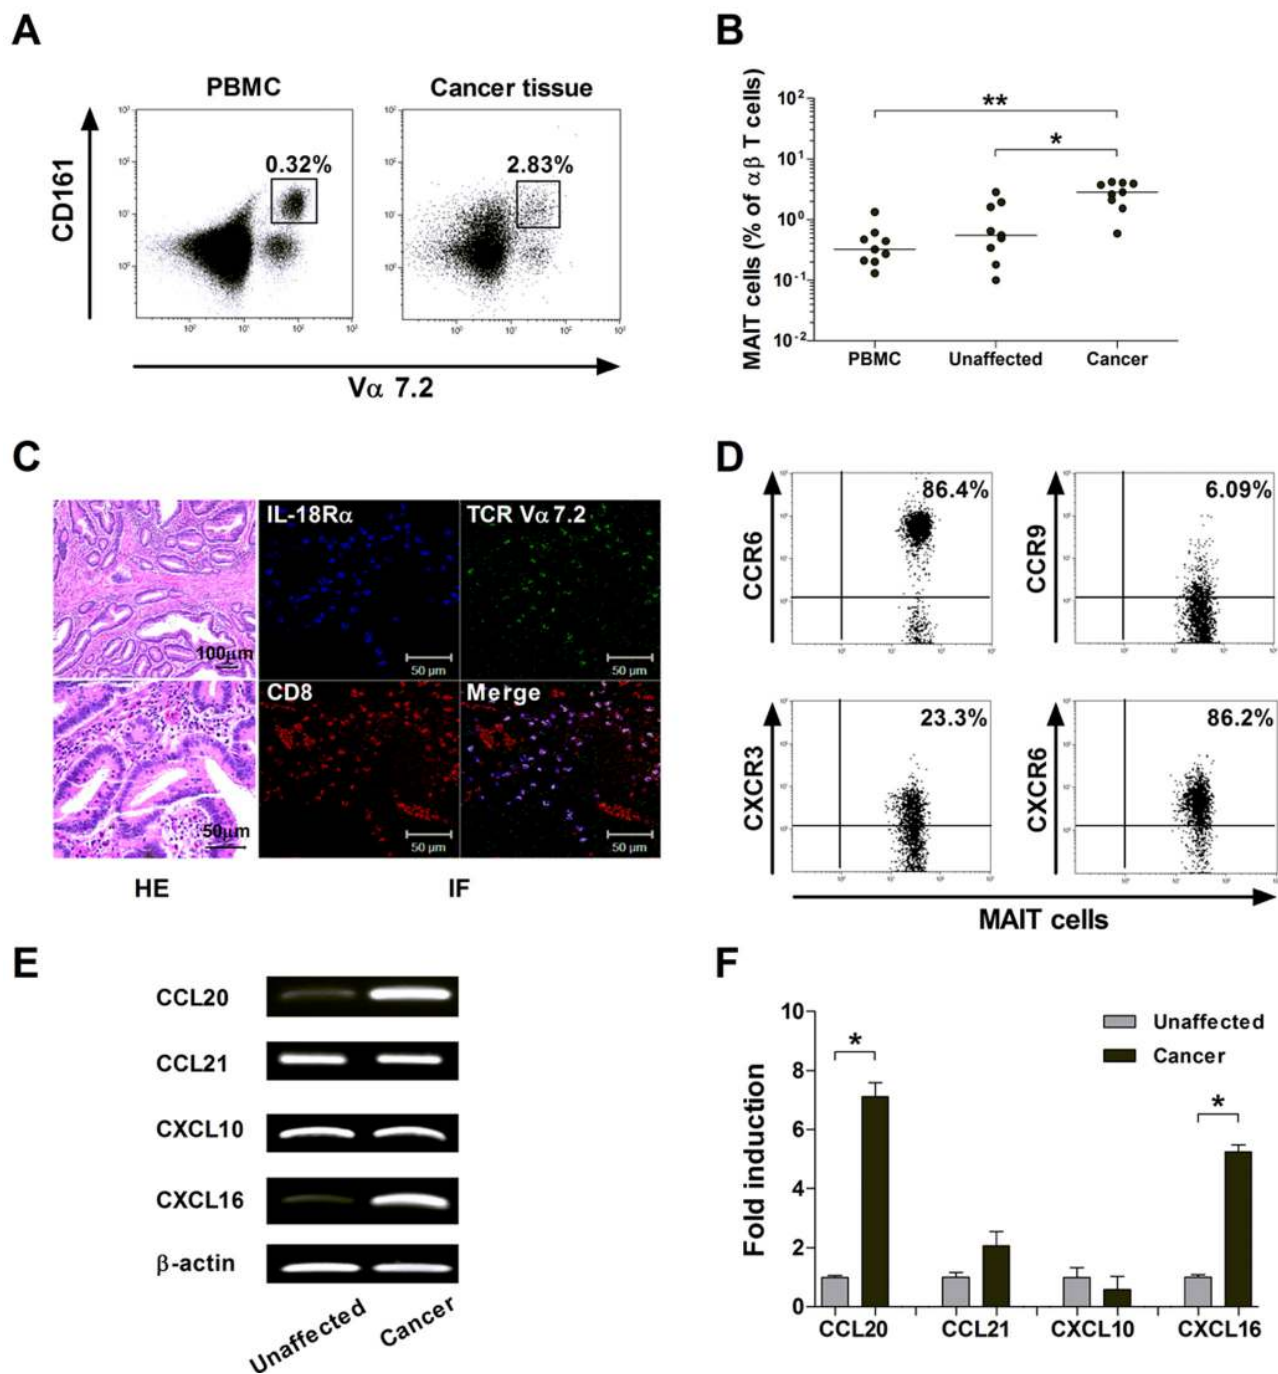 A
PBMC
Cancer tissue
CD161
0.32%
2.83%
Vα 7.2
B
MAIT cells (% of αβ T cells)
10²
10¹
10⁰
10⁻¹
10⁻²
**
*
PBMC
Unaffected
Cancer
C
IL-18Rα
TCR Vα7.2
100μm
50 μm
50 μm
CD8
Merge
50μm
50 μm
50 μm
HE
IF
D
CCR6
86.4%
CCR9
6.09%
CXCR3
23.3%
CXCR6
86.2%
MAIT cells
E
CCL20
CCL21
CXCL10
CXCL16
β-actin
Unaffected
Cancer
F
Fold induction
10
8
6
4
2
0
Unaffected
Cancer
*
*
CCL20
CCL21
CXCL10
CXCL16